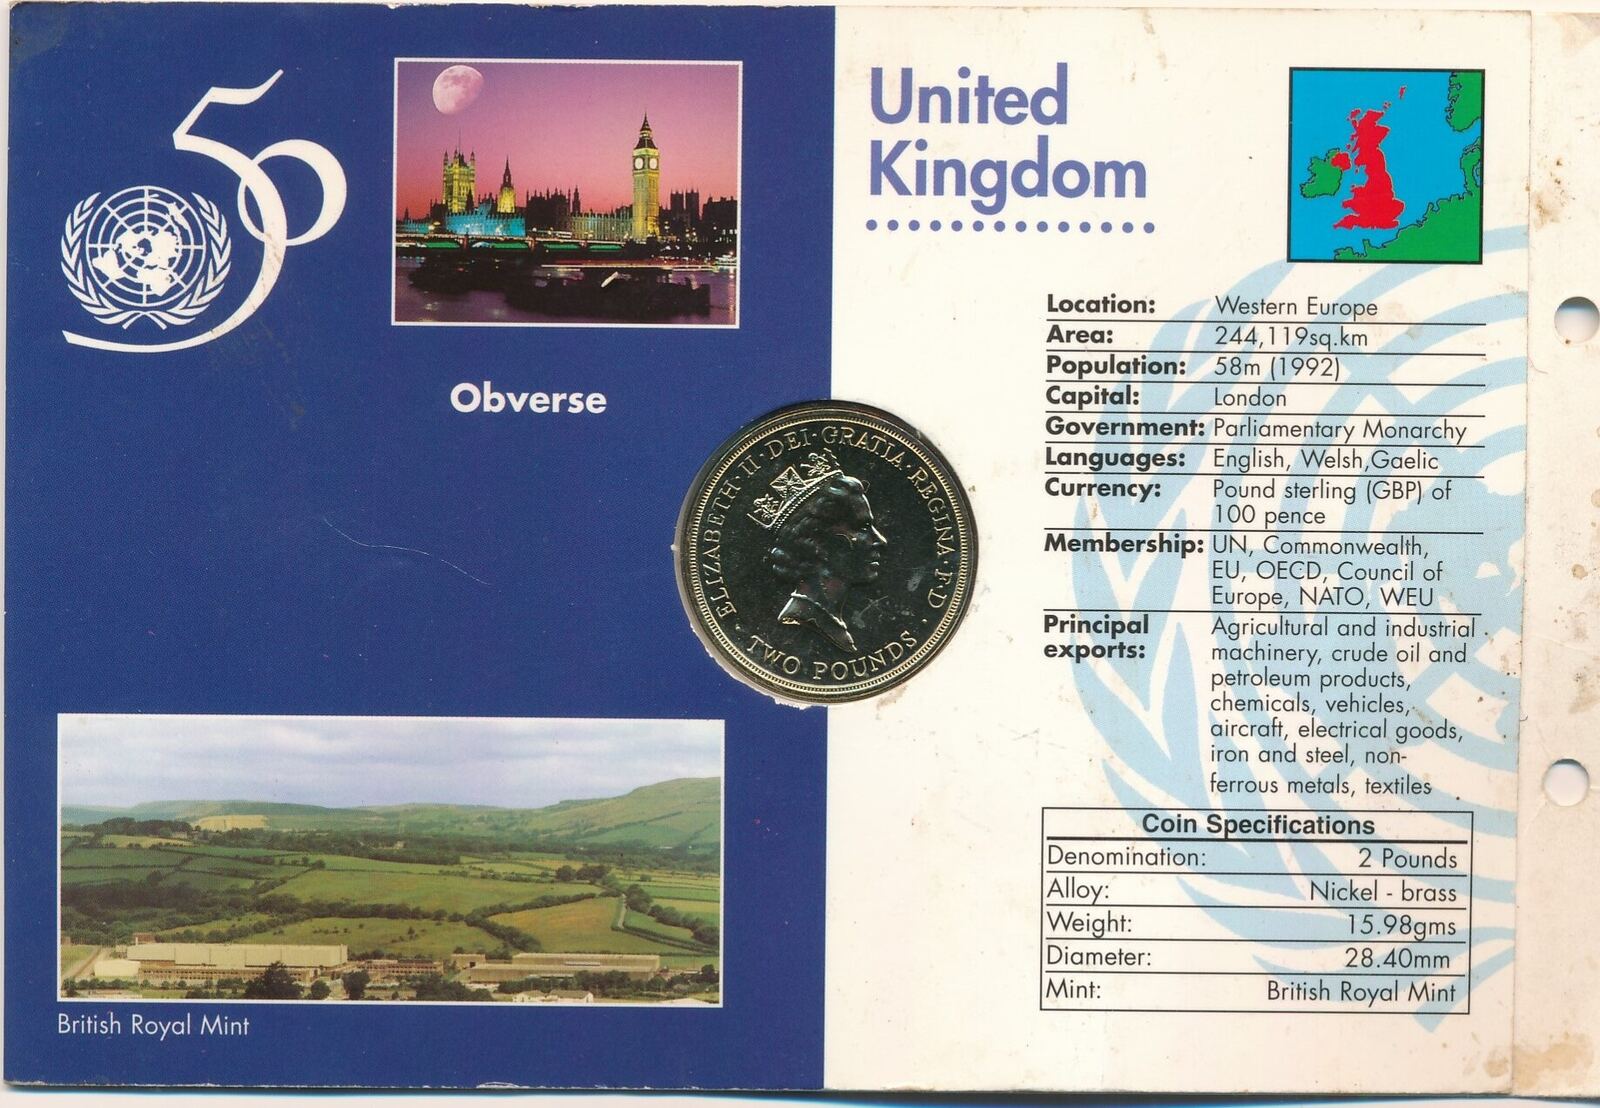 50
Obverse
ELIZABETH·II·DEI·GRATIA·REGINA·F·D·
TWO POUNDS
British Royal Mint
United
Kingdom
Location: Western Europe
Area: 244,119sq.km
Population: 58m (1992)
Capital: London
Government: Parliamentary Monarchy
Languages: English, Welsh,Gaelic
Currency: Pound sterling (GBP) of
100 pence
Membership: UN, Commonwealth,
EU, OECD, Council of
Europe, NATO, WEU
Principal exports: Agricultural and industrial
machinery, crude oil and
petroleum products,
chemicals, vehicles,
aircraft, electrical goods,
iron and steel, non-
ferrous metals, textiles
Coin Specifications
Denomination: 2 Pounds
Alloy: Nickel - brass
Weight: 15.98gms
Diameter: 28.40mm
Mint: British Royal Mint